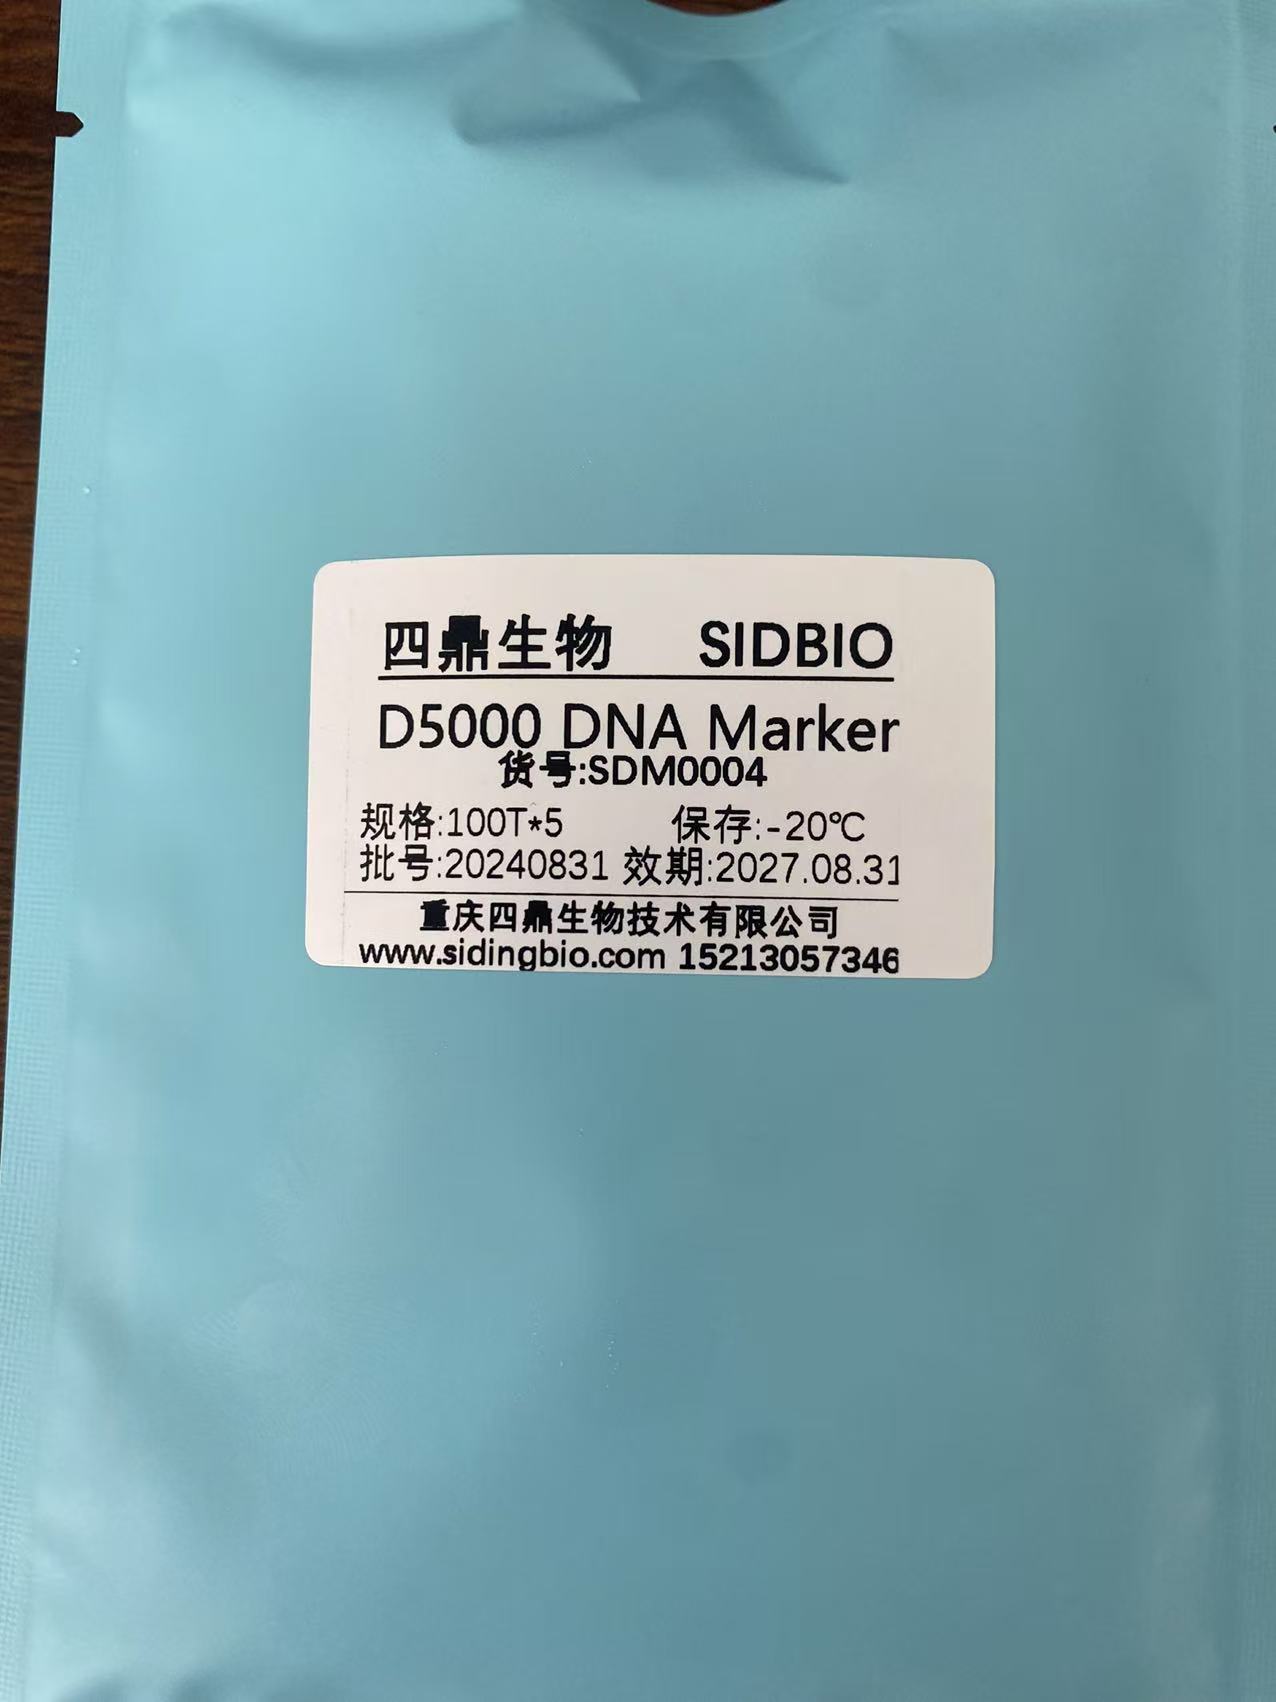 四鼎生物 SIDBIO
D5000 DNA Marker
货号:SDM0004
规格:100T*5 保存:-20℃
批号:20240831 效期:2027.08.31
重庆四鼎生物技术有限公司
www.sidingbio.com 15213057346